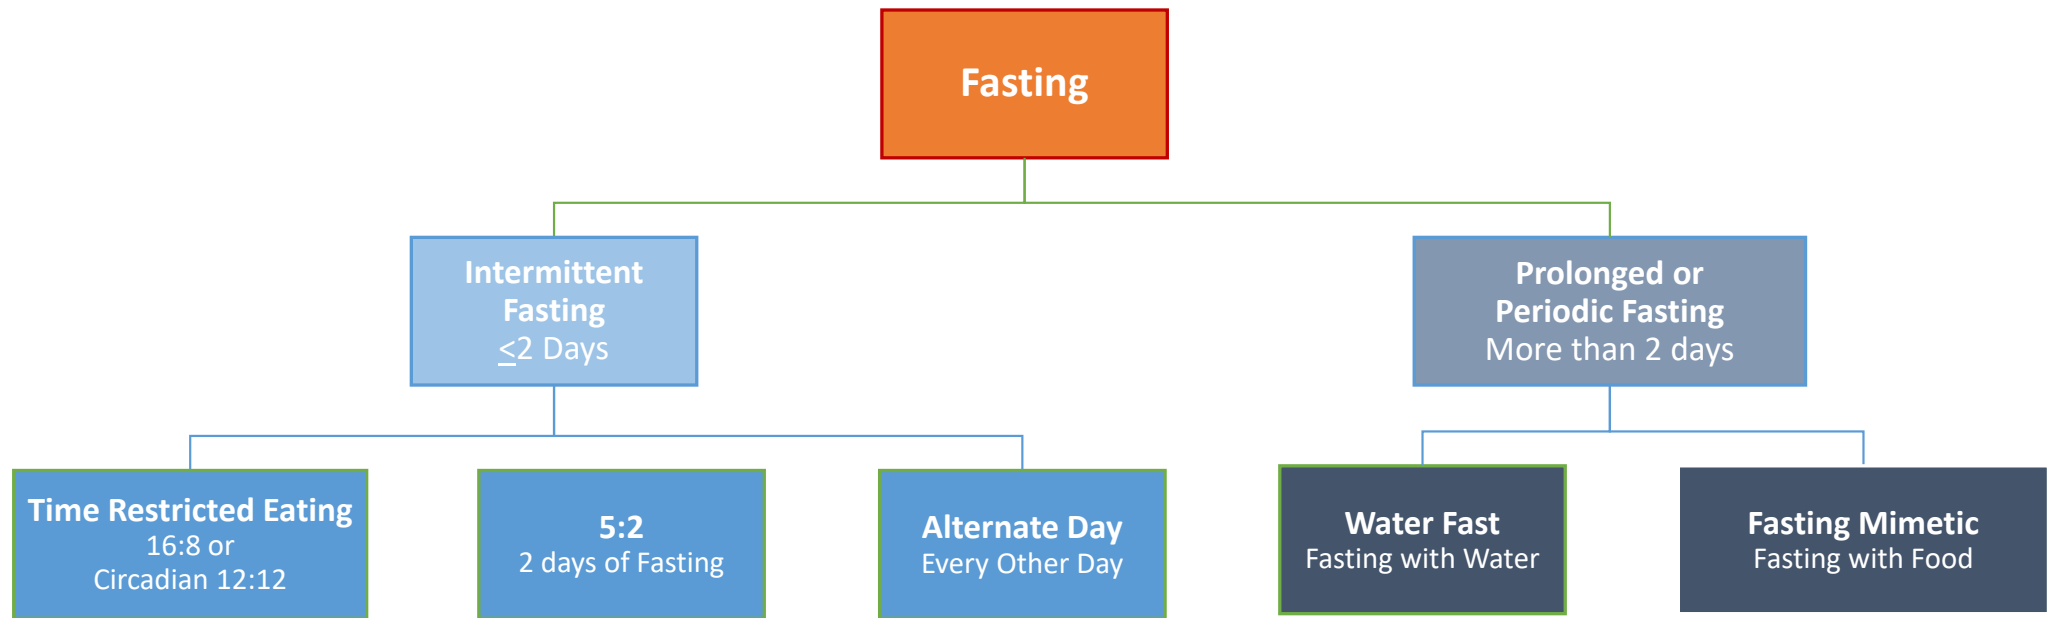 Fasting
Intermittent
Fasting
<2 Days
Prolonged or
Periodic Fasting
More than 2 days
Time Restricted Eating
16:8 or
Circadian 12:12
5:2
2 days of Fasting
Alternate Day
Every Other Day
Water Fast
Fasting with Water
Fasting Mimetic
Fasting with Food